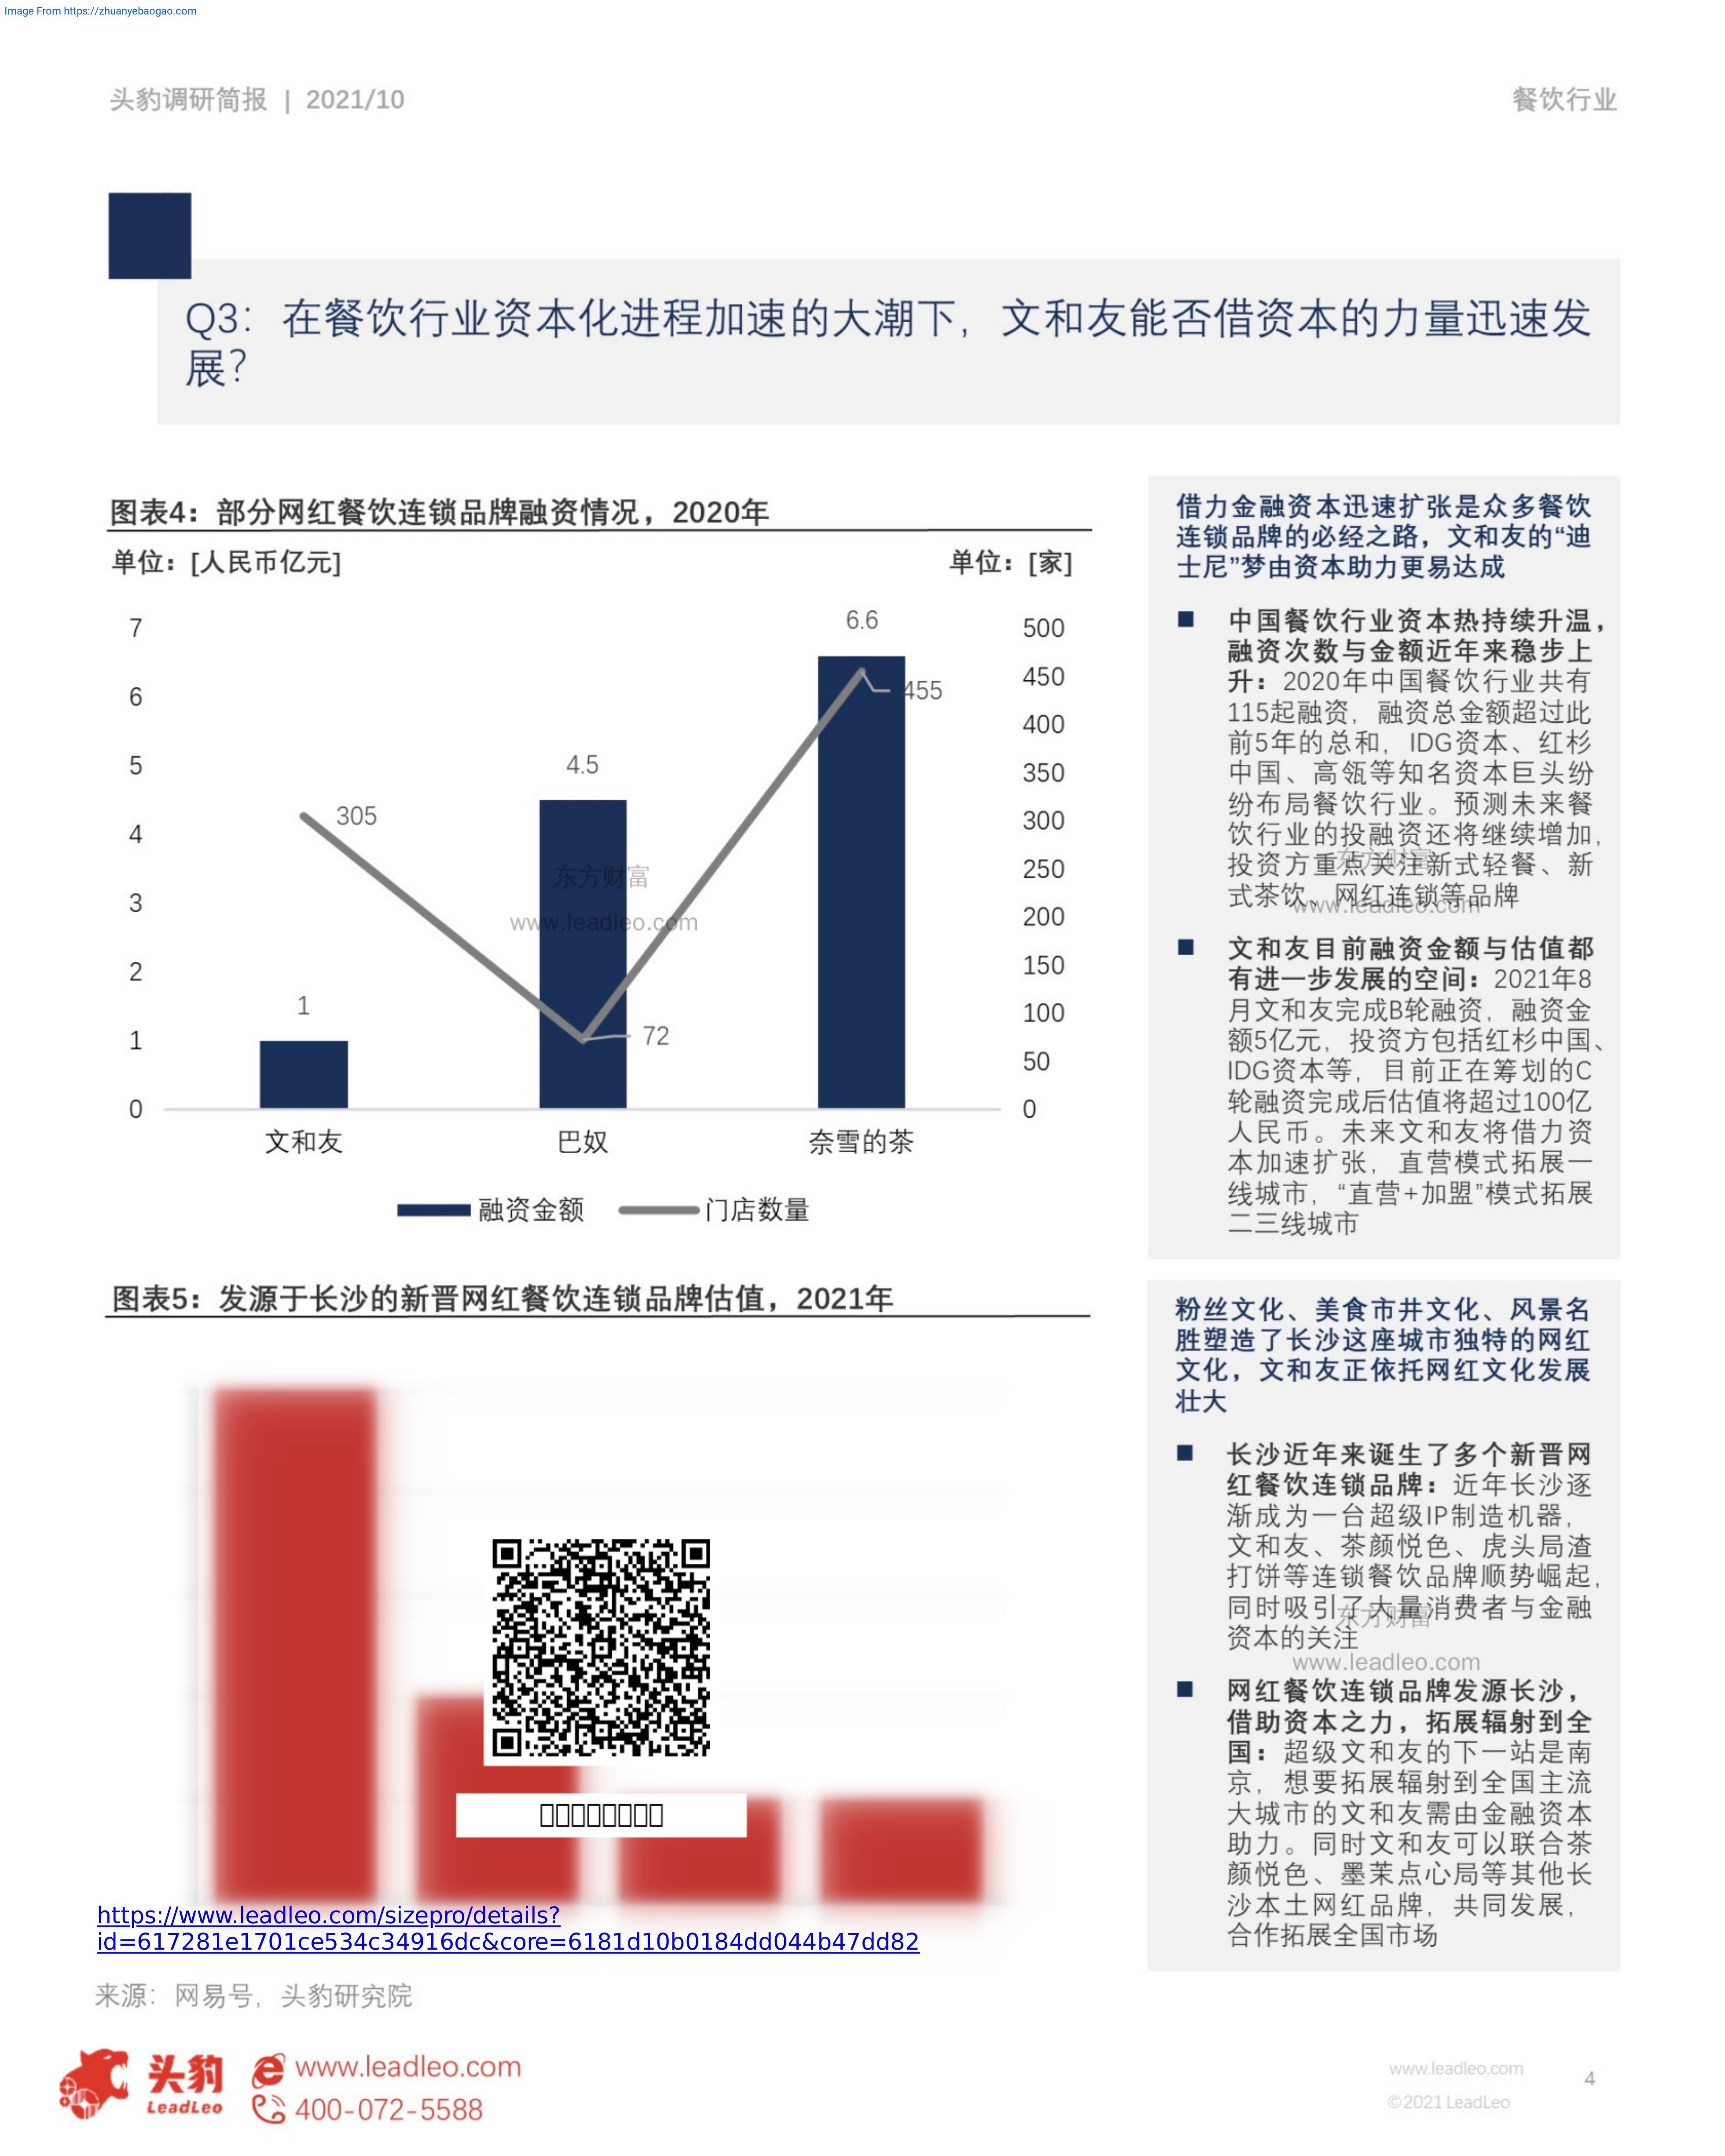 Image From https://zhuanyebaogao.com
头豹调研简报 | 2021/10
餐饮行业
Q3：在餐饮行业资本化进程加速的大潮下，文和友能否借资本的力量迅速发
展？
图表4：部分网红餐饮连锁品牌融资情况，2020年
单位：[人民币亿元]
单位：[家]
7
6
5
4
3
2
1
0
500
450
400
350
300
250
200
150
100
50
0
1
4.5
6.6
305
72
455
东方财富
www.leadleo.com
文和友
巴奴
奈雪的茶
融资金额
门店数量
图表5：发源于长沙的新晋网红餐饮连锁品牌估值，2021年
https://www.leadleo.com/sizepro/details?
id=617281e1701ce534c34916dc&core=6181d10b0184dd044b47dd82
来源：网易号，头豹研究院
借力金融资本迅速扩张是众多餐饮
连锁品牌的必经之路，文和友的“迪
士尼”梦由资本助力更易达成
中国餐饮行业资本热持续升温，
融资次数与金额近年来稳步上
升：2020年中国餐饮行业共有
115起融资，融资总金额超过此
前5年的总和，IDG资本、红杉
中国、高瓴等知名资本巨头纷
纷布局餐饮行业。预测未来餐
饮行业的投融资还将继续增加，
投资方重点关注新式轻餐、新
式茶饮、网红连锁等品牌
东方财富
www.leadleo.com
文和友目前融资金额与估值都
有进一步发展的空间：2021年8
月文和友完成B轮融资，融资金
额5亿元，投资方包括红杉中国、
IDG资本等，目前正在筹划的C
轮融资完成后估值将超过100亿
人民币。未来文和友将借力资
本加速扩张，直营模式拓展一
线城市，“直营+加盟”模式拓展
二三线城市
粉丝文化、美食市井文化、风景名
胜塑造了长沙这座城市独特的网红
文化，文和友正依托网红文化发展
壮大
长沙近年来诞生了多个新晋网
红餐饮连锁品牌：近年长沙逐
渐成为一台超级IP制造机器，
文和友、茶颜悦色、虎头局渣
打饼等连锁餐饮品牌顺势崛起，
同时吸引了大量消费者与金融
资本的关注
东方财富
www.leadleo.com
网红餐饮连锁品牌发源长沙，
借助资本之力，拓展辐射到全
国：超级文和友的下一站是南
京，想要拓展辐射到全国主流
大城市的文和友需由金融资本
助力。同时文和友可以联合茶
颜悦色、墨茉点心局等其他长
沙本土网红品牌，共同发展，
合作拓展全国市场
头豹
LeadLeo
www.leadleo.com
400-072-5588
www.leadleo.com
©2021 LeadLeo
4